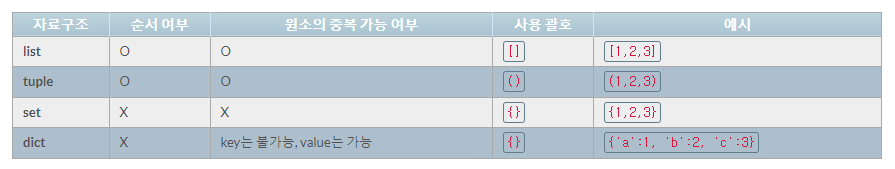 자료구조 순서 여부 원소의 중복 가능 여부 사용 괄호 예시
list O O [] [1,2,3]
tuple O O () (1,2,3)
set X X {} {1,2,3}
dict X key는 불가능, value는 가능 {} {'a':1, 'b':2, 'c':3}